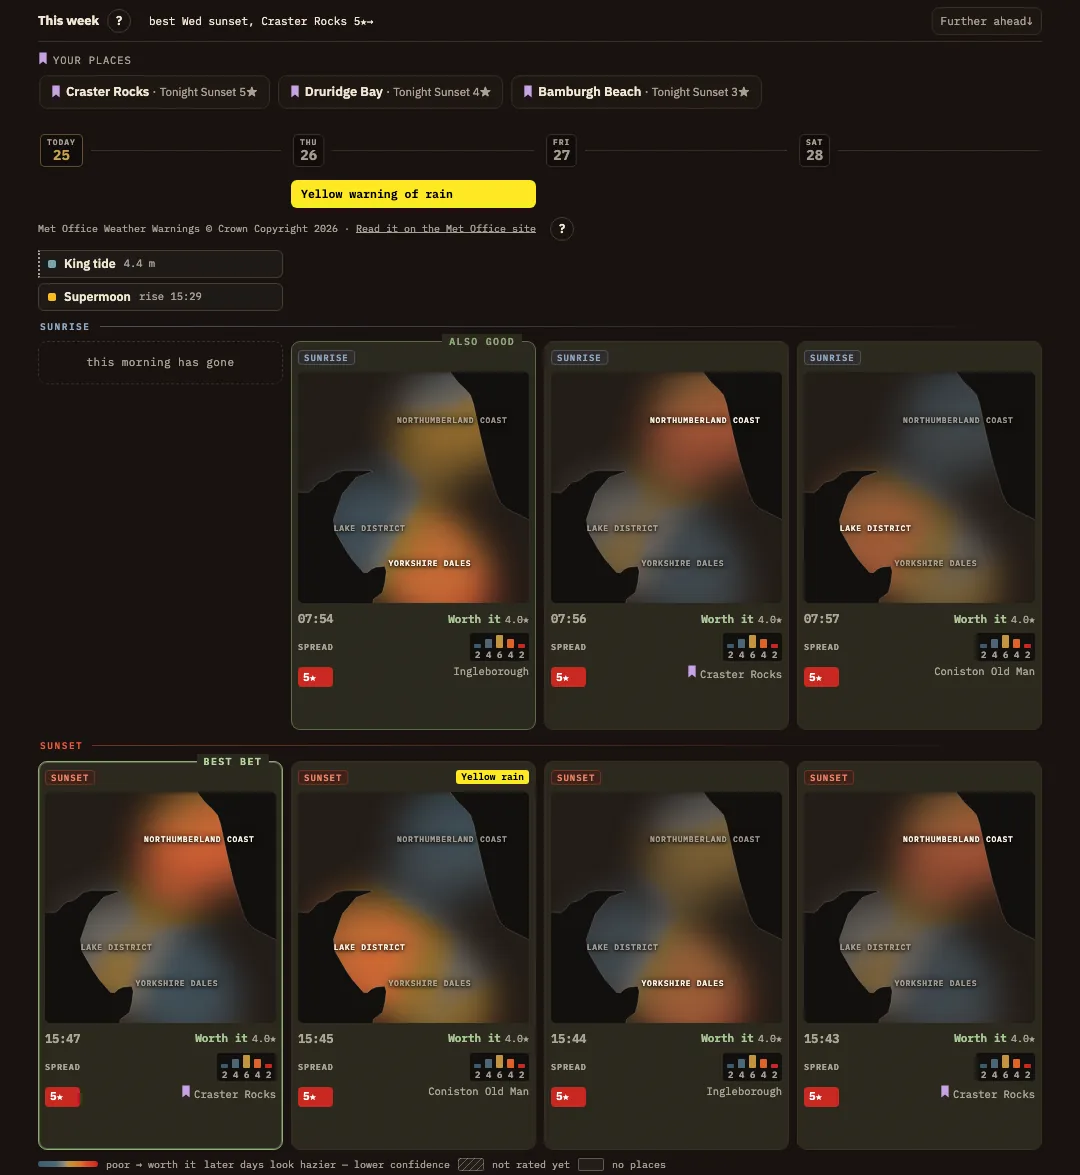 This week ? best Wed sunset, Craster Rocks 5★→ Further ahead↓
YOUR PLACES
Craster Rocks · Tonight Sunset 5★ Druridge Bay · Tonight Sunset 4★ Bamburgh Beach · Tonight Sunset 3★
TODAY 25 THU 26 FRI 27 SAT 28
Yellow warning of rain
Met Office Weather Warnings © Crown Copyright 2026 · Read it on the Met Office site ?
King tide 4.4 m
Supermoon rise 15:29
SUNRISE
this morning has gone
ALSO GOOD
SUNRISE
NORTHUMBERLAND COAST
LAKE DISTRICT
YORKSHIRE DALES
07:54 Worth it 4.0★
SPREAD 2 4 6 4 2
5★ Ingleborough
SUNRISE
NORTHUMBERLAND COAST
LAKE DISTRICT
YORKSHIRE DALES
07:56 Worth it 4.0★
SPREAD 2 4 6 4 2
5★ Craster Rocks
SUNRISE
NORTHUMBERLAND COAST
LAKE DISTRICT
YORKSHIRE DALES
07:57 Worth it 4.0★
SPREAD 2 4 6 4 2
5★ Coniston Old Man
SUNSET
BEST BET
SUNSET
NORTHUMBERLAND COAST
LAKE DISTRICT
YORKSHIRE DALES
15:47 Worth it 4.0★
SPREAD 2 4 6 4 2
5★ Craster Rocks
SUNSET Yellow rain
NORTHUMBERLAND COAST
LAKE DISTRICT
YORKSHIRE DALES
15:45 Worth it 4.0★
SPREAD 2 4 6 4 2
5★ Coniston Old Man
SUNSET
NORTHUMBERLAND COAST
LAKE DISTRICT
YORKSHIRE DALES
15:44 Worth it 4.0★
SPREAD 2 4 6 4 2
5★ Ingleborough
SUNSET
NORTHUMBERLAND COAST
LAKE DISTRICT
YORKSHIRE DALES
15:43 Worth it 4.0★
SPREAD 2 4 6 4 2
5★ Craster Rocks
poor → worth it later days look hazier — lower confidence not rated yet no places